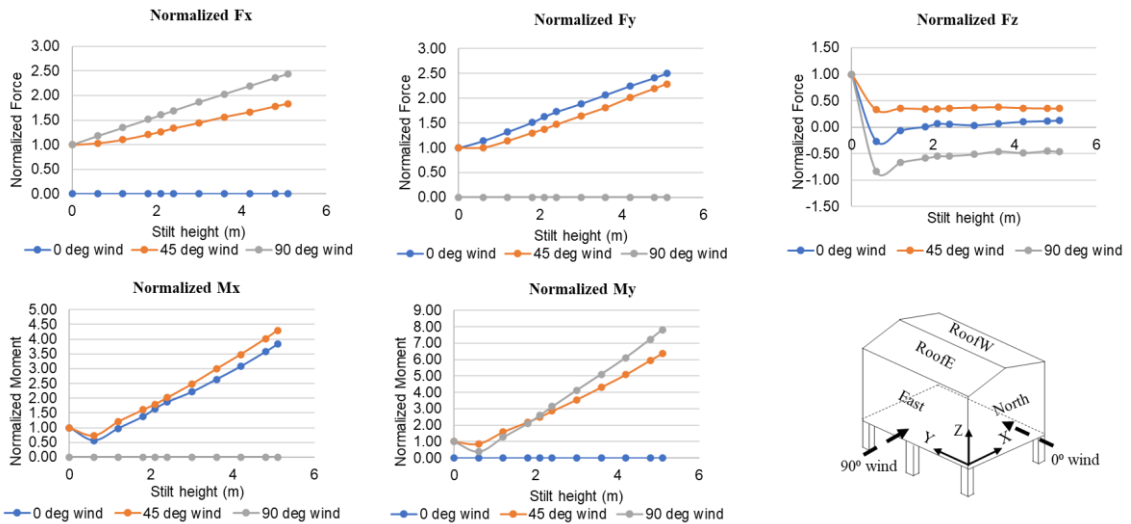 Normalized Fx
3.00
2.50
2.00
1.50
1.00
0.50
0.00
Normalized Force
0 2 4 6
Stilt height (m)
0 deg wind 45 deg wind 90 deg wind
Normalized Fy
3.00
2.50
2.00
1.50
1.00
0.50
0.00
Normalized Force
0 2 4 6
Stilt height (m)
0 deg wind 45 deg wind 90 deg wind
Normalized Fz
1.50
1.00
0.50
0.00
-0.50
-1.00
-1.50
Normalized Force
0 2 4 6
Stilt height (m)
0 deg wind 45 deg wind 90 deg wind
Normalized Mx
5.00
4.50
4.00
3.50
3.00
2.50
2.00
1.50
1.00
0.50
0.00
Normalized Moment
0 2 4 6
Stilt height (m)
0 deg wind 45 deg wind 90 deg wind
Normalized My
9.00
8.00
7.00
6.00
5.00
4.00
3.00
2.00
1.00
0.00
Normalized Moment
0 2 4 6
Stilt height (m)
0 deg wind 45 deg wind 90 deg wind
RoofW
RoofE
East
North
Z
Y
X
90º wind
0º wind